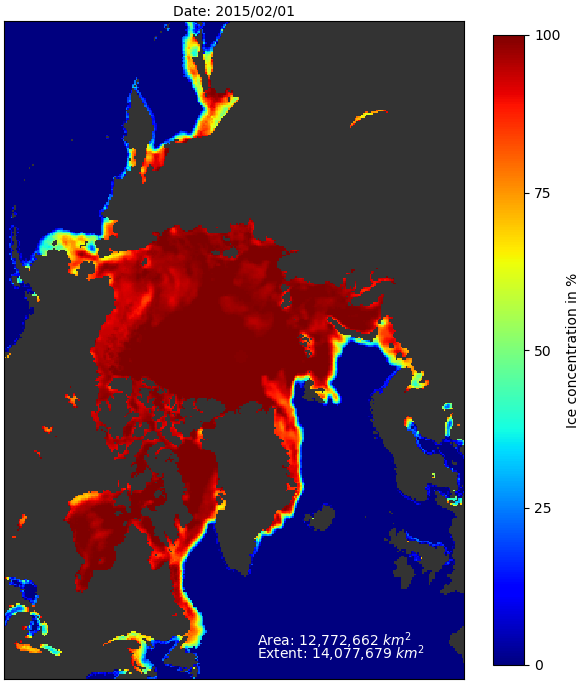 Date: 2015/02/01
100
75
50
25
0
Ice concentration in %
Area: 12,772,662 km²
Extent: 14,077,679 km²